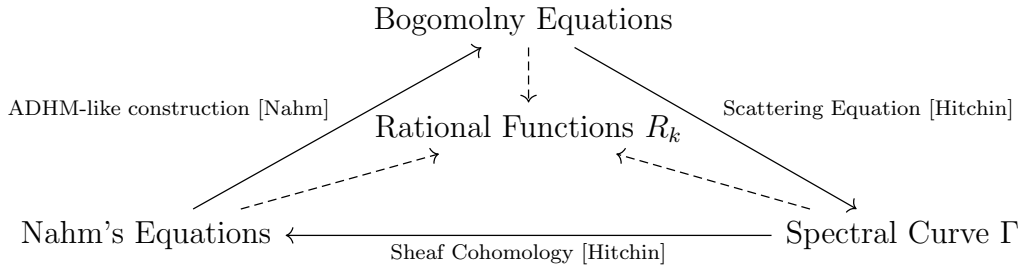 Bogomolny Equations
ADHM-like construction [Nahm]
Scattering Equation [Hitchin]
Rational Functions R_k
Nahm's Equations
Spectral Curve Γ
Sheaf Cohomology [Hitchin]